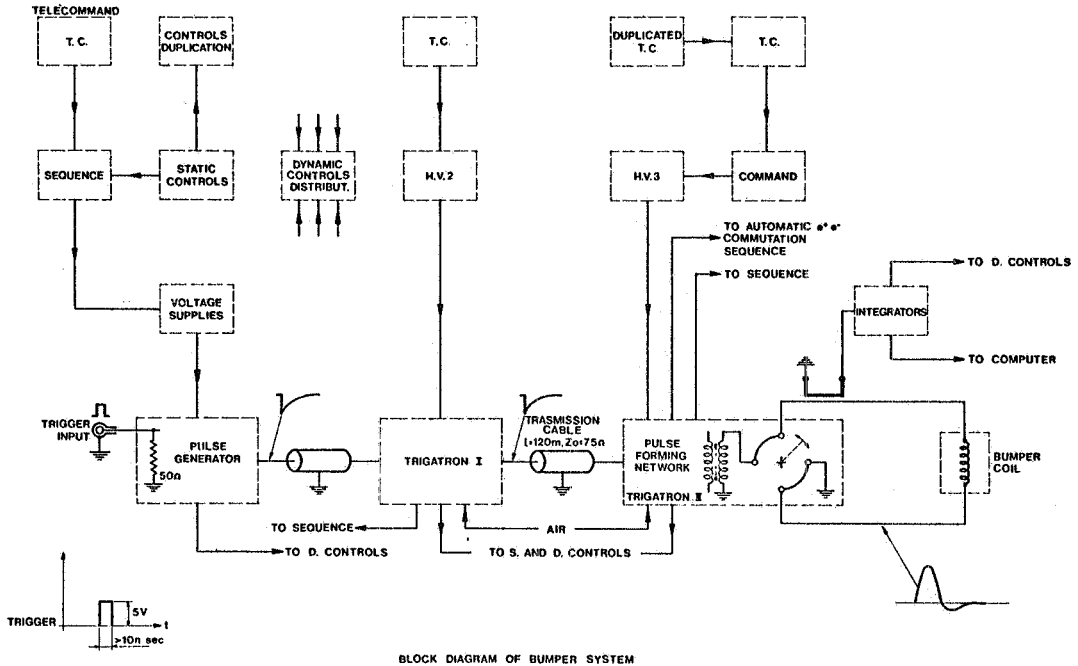 TELECOMMAND
T.C.
CONTROLS
DUPLICATION
T.C.
DUPLICATED
T.C
T.C.
SEQUENCE
STATIC
CONTROLS
DYNAMIC
CONTROLS
DISTRIBUT.
H.V.2
H.V.3
COMMAND
TO AUTOMATIC e⁺ e⁻
COMMUTATION
SEQUENCE
TO SEQUENCE
TO D. CONTROLS
VOLTAGE
SUPPLIES
INTEGRATORS
TO COMPUTER
TRIGGER
INPUT
50Ω
PULSE
GENERATOR
TRIGATRON I
TRASMISSION
CABLE
l=120m, Zo=75Ω
PULSE
FORMING
NETWORK
TRIGATRON II
BUMPER
COIL
TO SEQUENCE
AIR
TO D. CONTROLS
TO S. AND D. CONTROLS
TRIGGER
5V
t
>10n sec
BLOCK DIAGRAM OF BUMPER SYSTEM